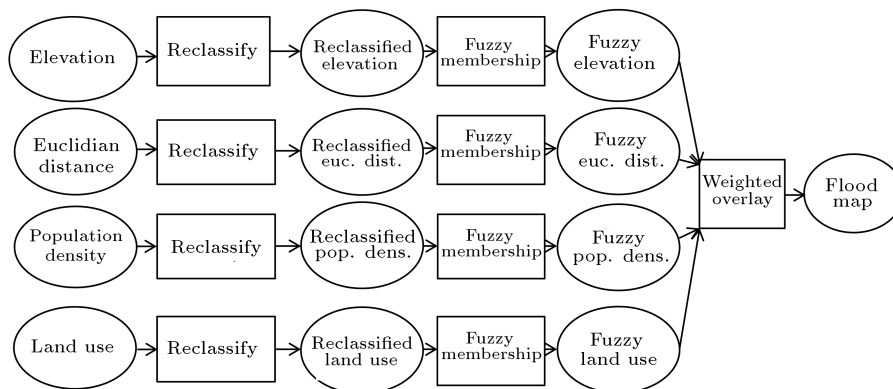 Elevation
Reclassify
Reclassified
elevation
Fuzzy
membership
Fuzzy
elevation
Euclidian
distance
Reclassify
Reclassified
euc. dist.
Fuzzy
membership
Fuzzy
euc. dist.
Weighted
overlay
Flood
map
Population
density
Reclassify
Reclassified
pop. dens.
Fuzzy
membership
Fuzzy
pop. dens.
Land use
Reclassify
Reclassified
land use
Fuzzy
membership
Fuzzy
land use